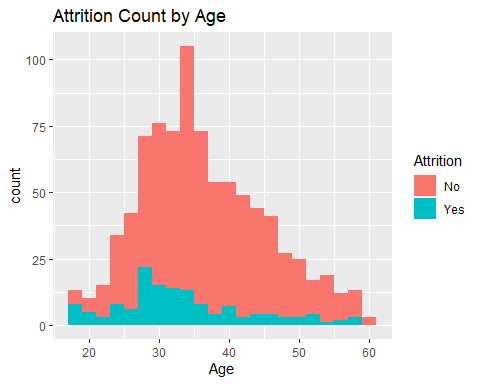 Attrition Count by Age
100
75
50
25
0
count
20 30 40 50 60
Age
Attrition
No
Yes